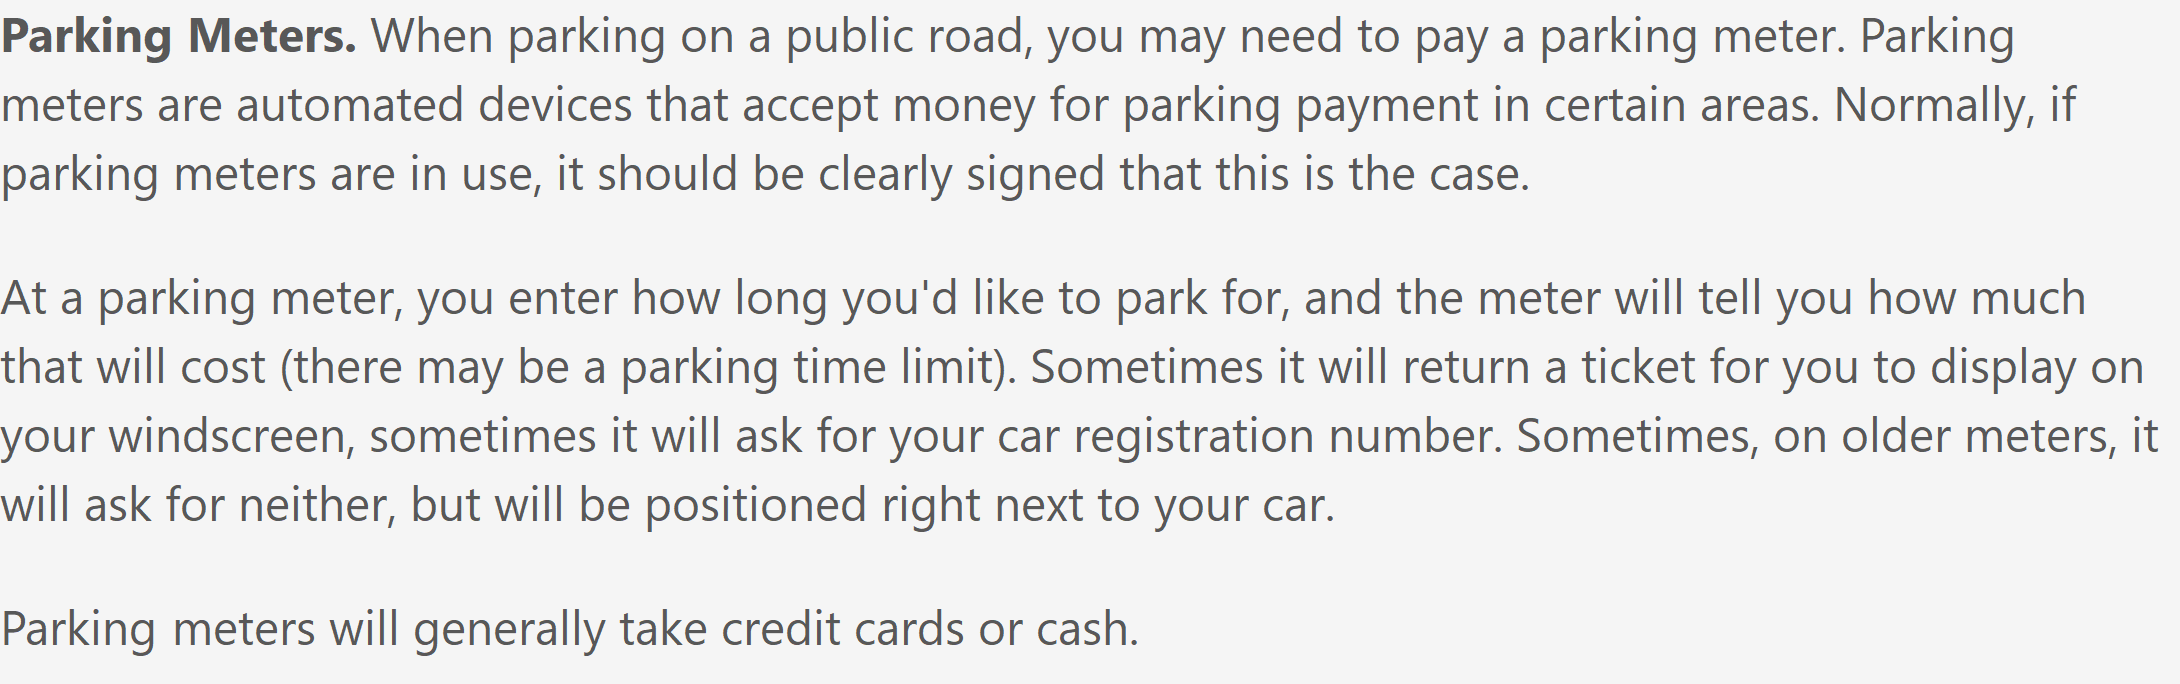 Parking Meters. When parking on a public road, you may need to pay a parking meter. Parking
meters are automated devices that accept money for parking payment in certain areas. Normally, if
parking meters are in use, it should be clearly signed that this is the case.
At a parking meter, you enter how long you'd like to park for, and the meter will tell you how much
that will cost (there may be a parking time limit). Sometimes it will return a ticket for you to display on
your windscreen, sometimes it will ask for your car registration number. Sometimes, on older meters, it
will ask for neither, but will be positioned right next to your car.
Parking meters will generally take credit cards or cash.